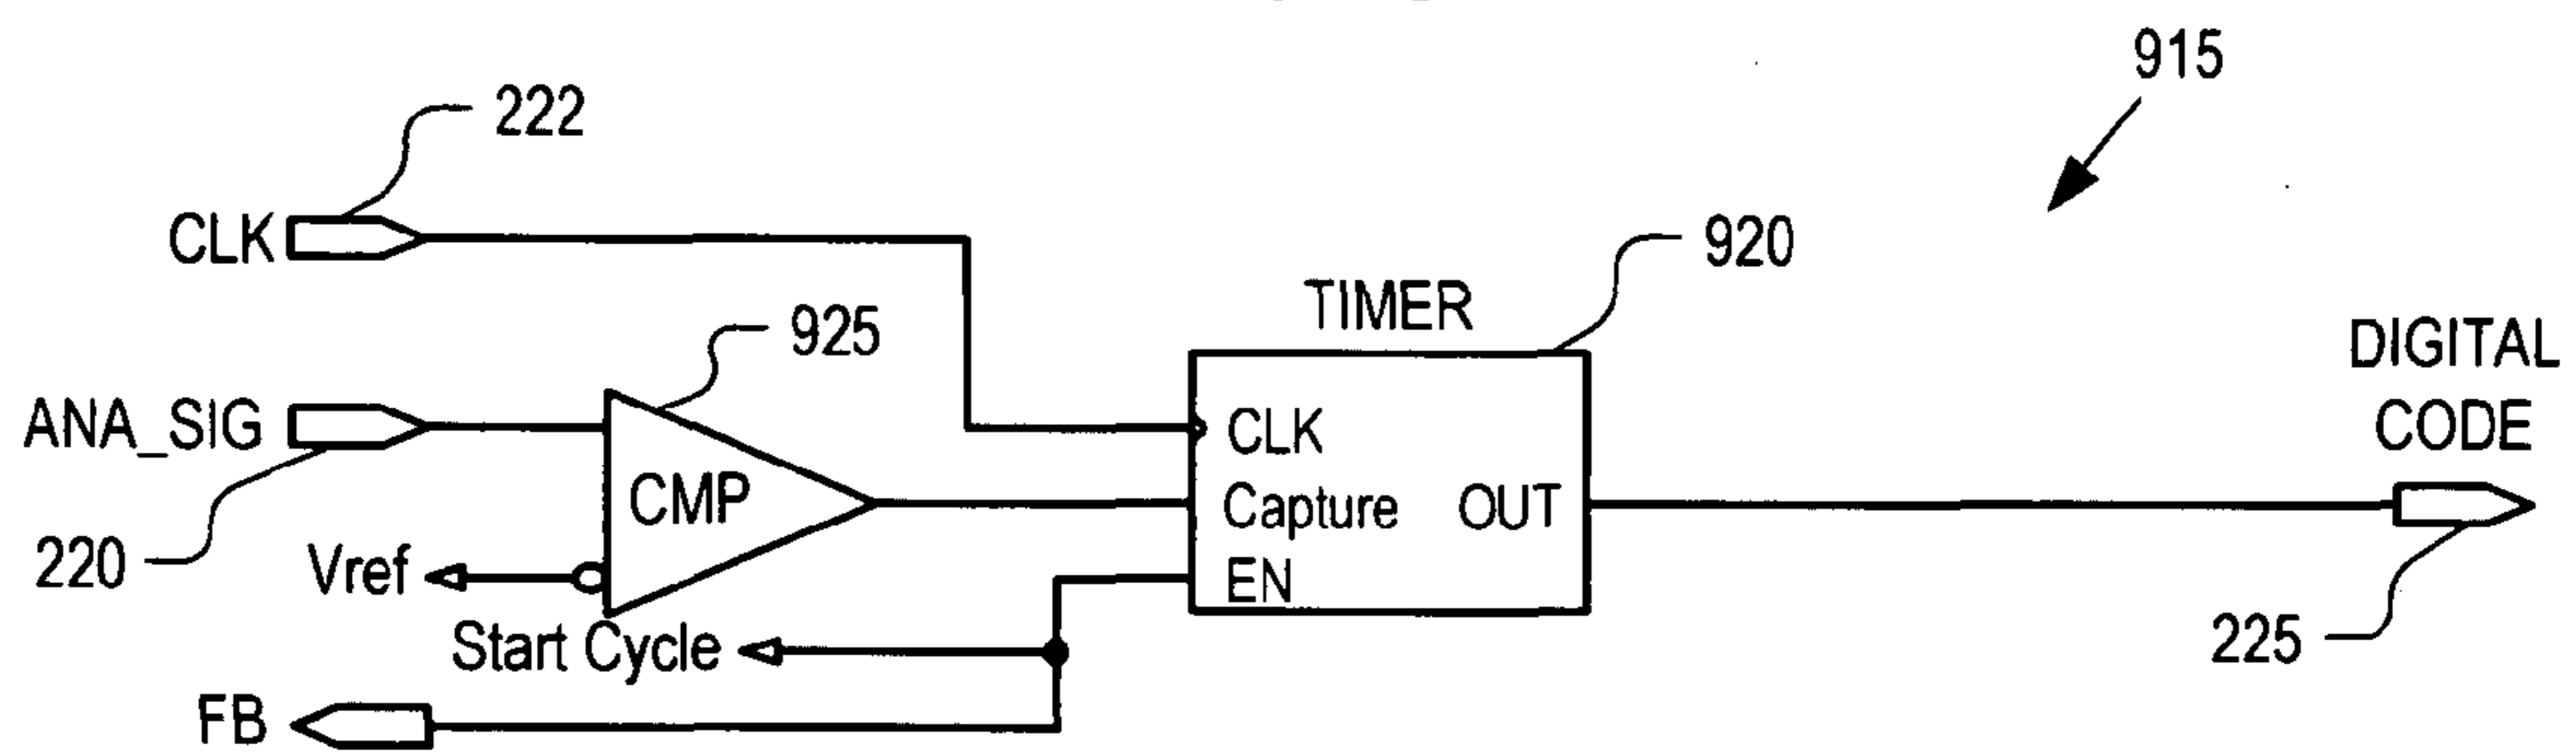 915
222
CLK
920
925
TIMER
DIGITAL
CODE
ANA_SIG
CLK
CMP
Capture
OUT
220
Vref
EN
Start Cycle
225
FB